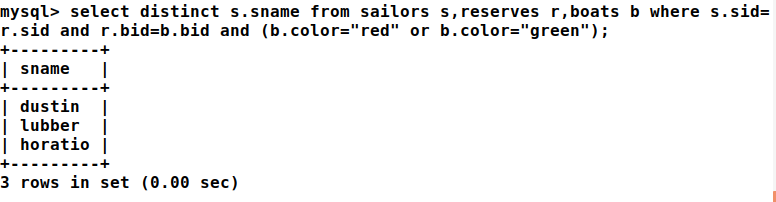 mysql> select distinct s.sname from sailors s,reserves r,boats b where s.sid=
r.sid and r.bid=b.bid and (b.color="red" or b.color="green");
+---------+
| sname   |
+---------+
| dustin  |
| lubber  |
| horatio |
+---------+
3 rows in set (0.00 sec)